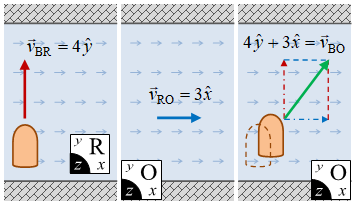 v⃗_BR = 4ŷ
y R
z x
v⃗_RO = 3x̂
y O
z x
4ŷ + 3x̂ = v⃗_BO
y O
z x